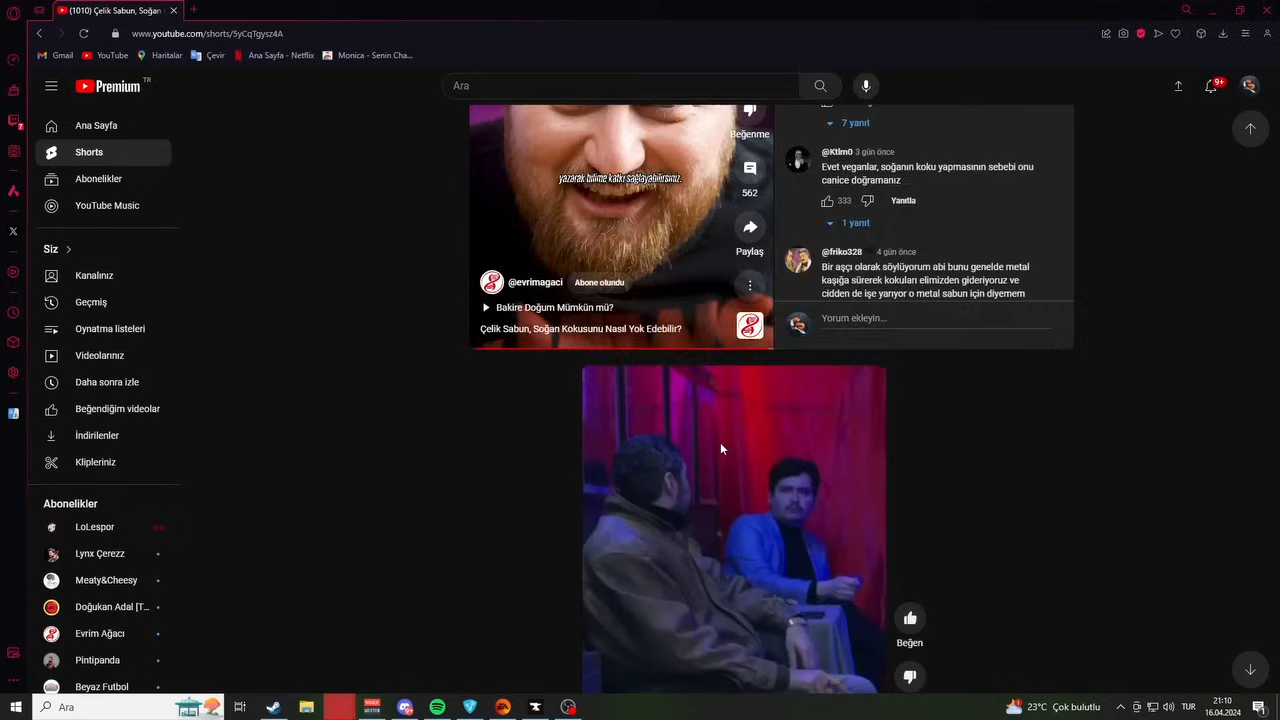 (1010) Çelik Sabun, Soğan
www.youtube.com/shorts/5yCqTgysz4A
Gmail
YouTube
Haritalar
Çevir
Ana Sayfa - Netflix
Monica - Senin Cha...
Premium TR
Ara
9+
Ana Sayfa
Shorts
Abonelikler
YouTube Music
Siz
Kanalınız
Geçmiş
Oynatma listeleri
Videolarınız
Daha sonra izle
Beğendiğim videolar
İndirilenler
Klipleriniz
Abonelikler
LoLespor
Lynx Çerezz
Meaty&Cheesy
Doğukan Adal [T...
Evrim Ağacı
Pintipanda
Beyaz Futbol
yazarak bilime katkı sağlayabilirsiniz.
@evrimagaci
Abone olundu
Bakire Doğum Mümkün mü?
Çelik Sabun, Soğan Kokusunu Nasıl Yok Edebilir?
Beğenme
562
Paylaş
7 yanıt
@Ktlm0 3 gün önce
Evet veganlar, soğanın koku yapmasının sebebi onu
canice doğramanız
333
Yanıtla
1 yanıt
@friko328 4 gün önce
Bir aşçı olarak söylüyorum abi bunu genelde metal
kaşığa sürerek kokuları elimizden gideriyoruz ve
cidden de işe yarıyor o metal sabun için diyemem
Yorum ekleyin...
Beğen
Ara
23°C Çok bulutlu
TUR
21:10
16.04.2024